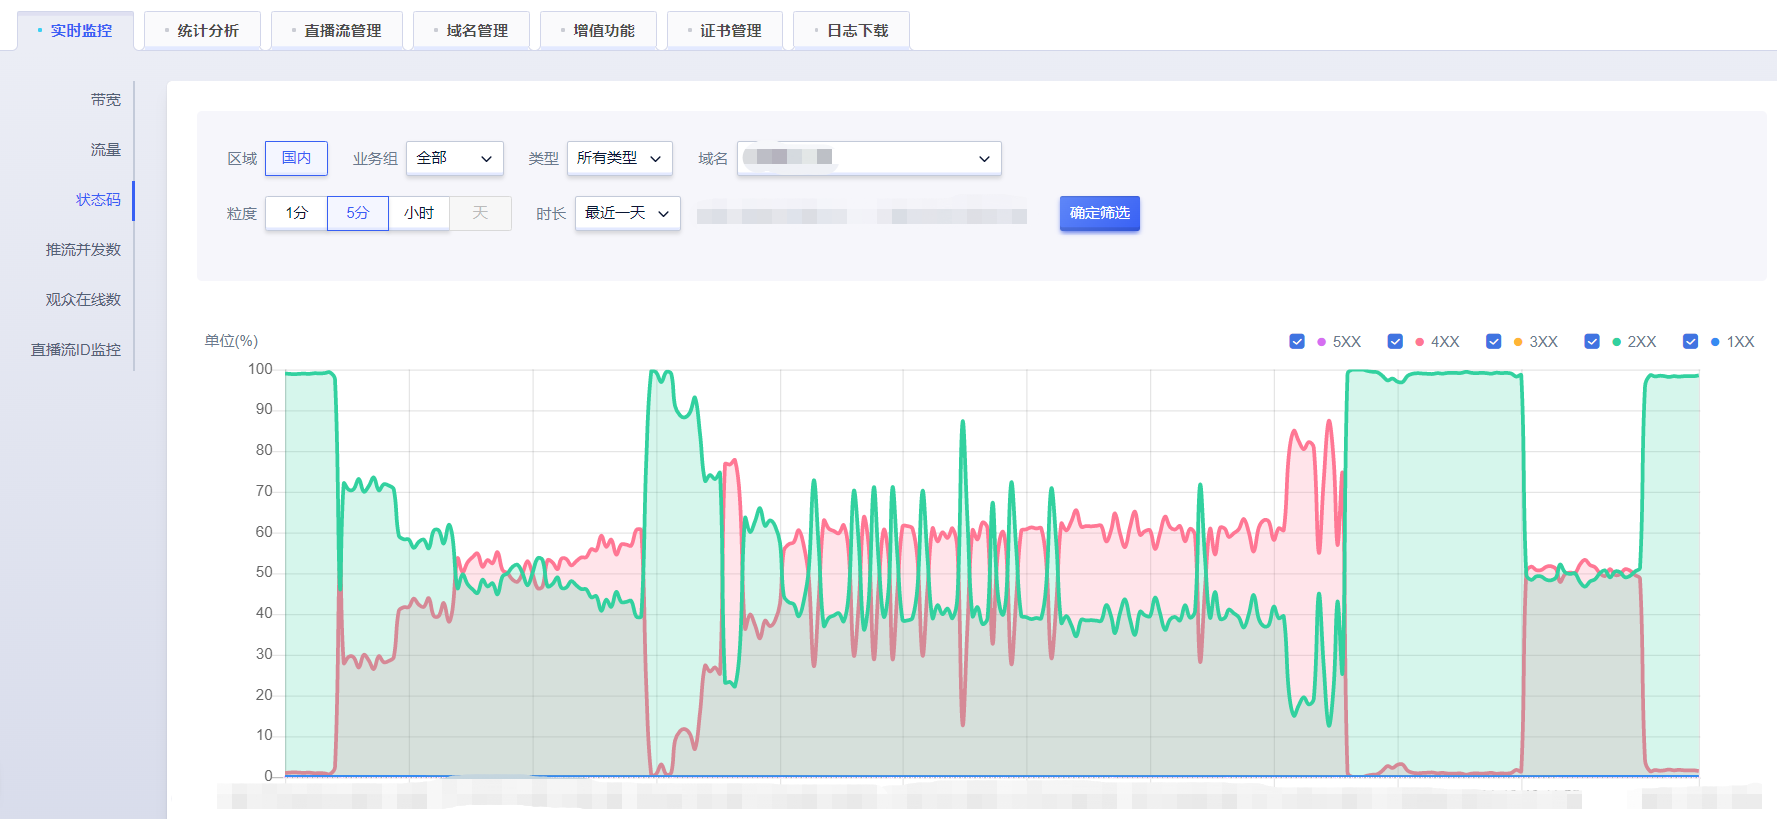 实时监控 统计分析 直播流管理 域名管理 增值功能 证书管理 日志下载
带宽
流量
状态码
推流并发数
观众在线数
直播流ID监控
区域 国内 业务组 全部 类型 所有类型 域名
粒度 1分 5分 小时 天 时长 最近一天 确定筛选
单位(%) 5XX 4XX 3XX 2XX 1XX
100
90
80
70
60
50
40
30
20
10
0